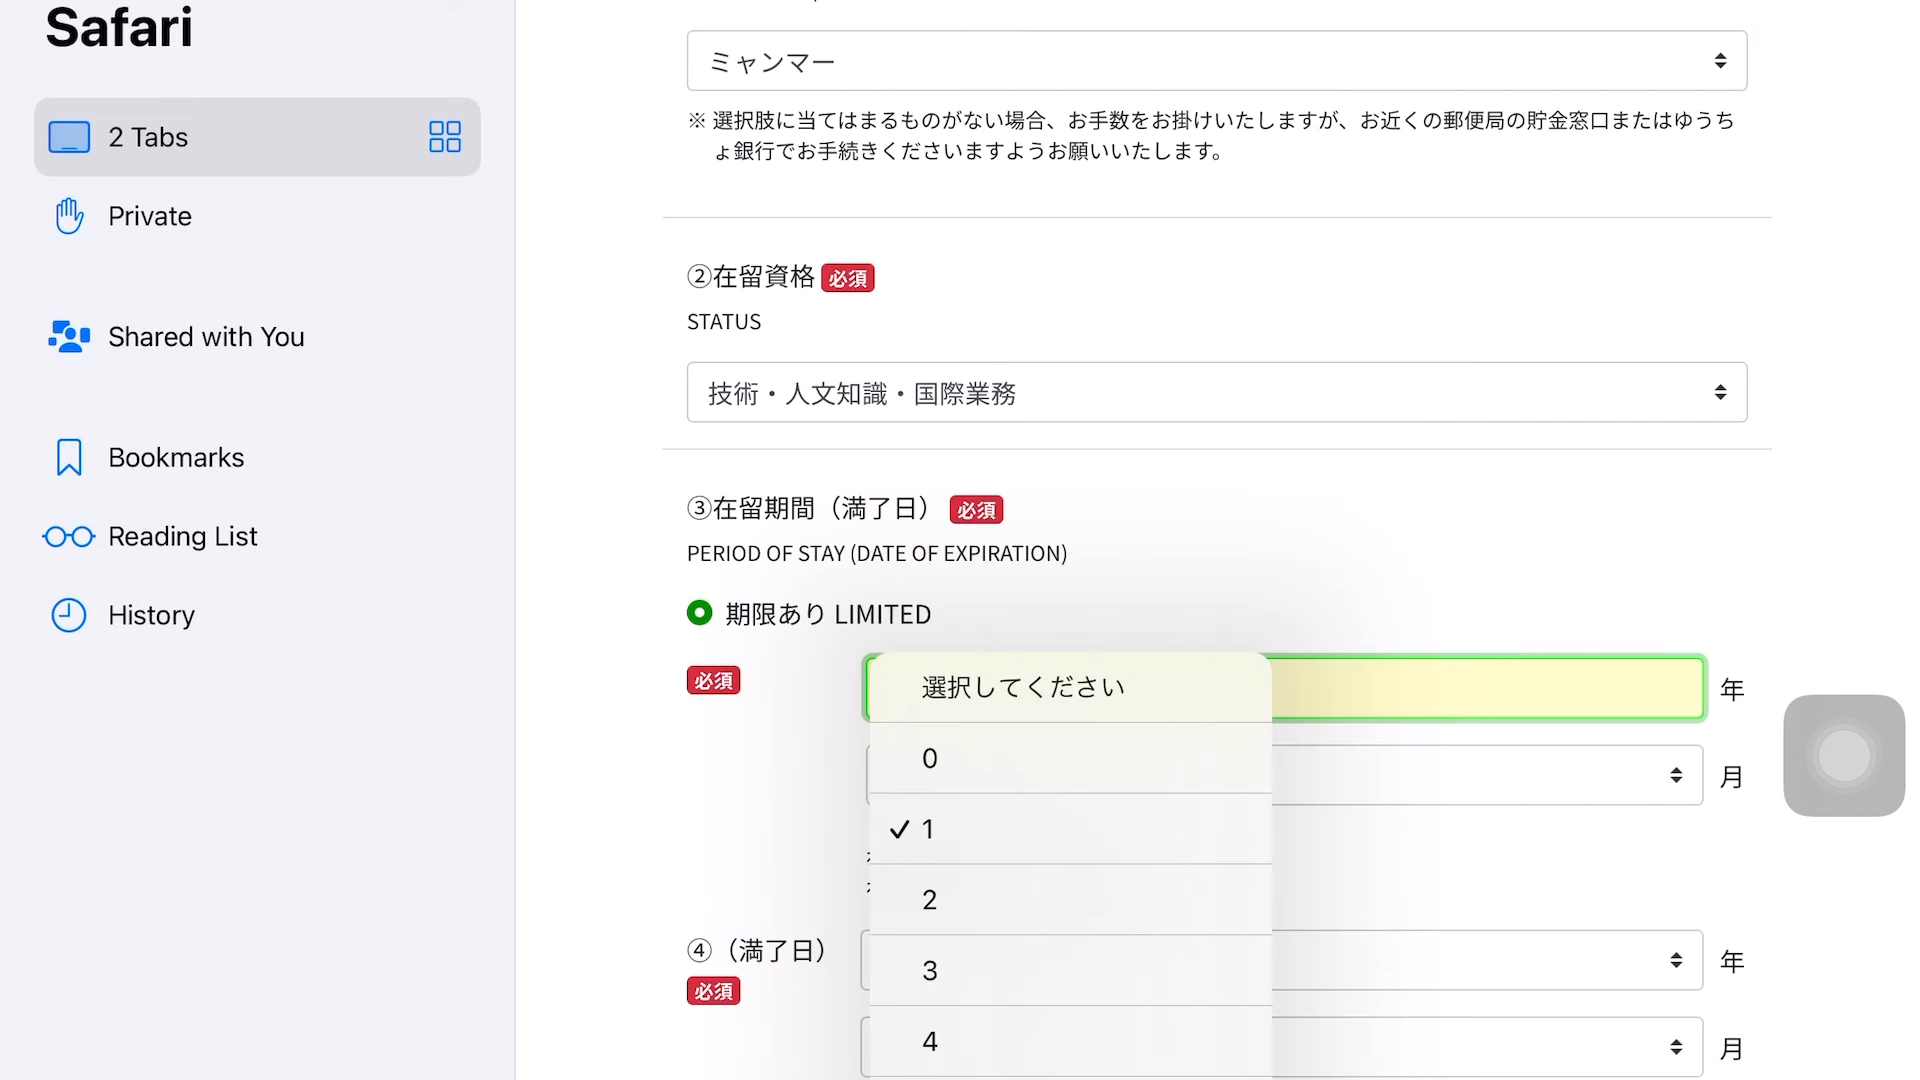 Safari
2 Tabs
Private
Shared with You
Bookmarks
Reading List
History
ミャンマー
※ 選択肢に当てはまるものがない場合、お手数をお掛けいたしますが、お近くの郵便局の貯金窓口またはゆうち
ょ銀行でお手続きくださいますようお願いいたします。
②在留資格 必須
STATUS
技術・人文知識・国際業務
③在留期間（満了日） 必須
PERIOD OF STAY (DATE OF EXPIRATION)
期限あり LIMITED
必須
選択してください
年
0
月
1
2
3
4
④（満了日）
必須
年
月